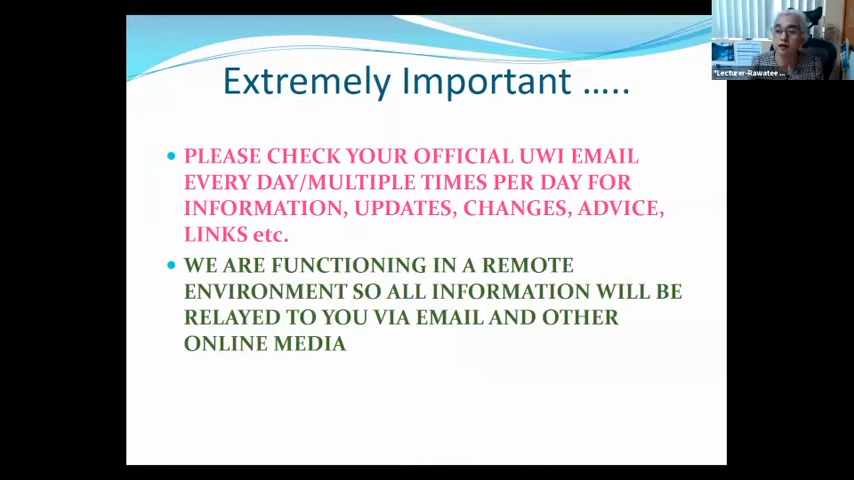 Extremely Important .....
PLEASE CHECK YOUR OFFICIAL UWI EMAIL
EVERY DAY/MULTIPLE TIMES PER DAY FOR
INFORMATION, UPDATES, CHANGES, ADVICE,
LINKS etc.
WE ARE FUNCTIONING IN A REMOTE
ENVIRONMENT SO ALL INFORMATION WILL BE
RELAYED TO YOU VIA EMAIL AND OTHER
ONLINE MEDIA
"Lecturer-Rawatee ...